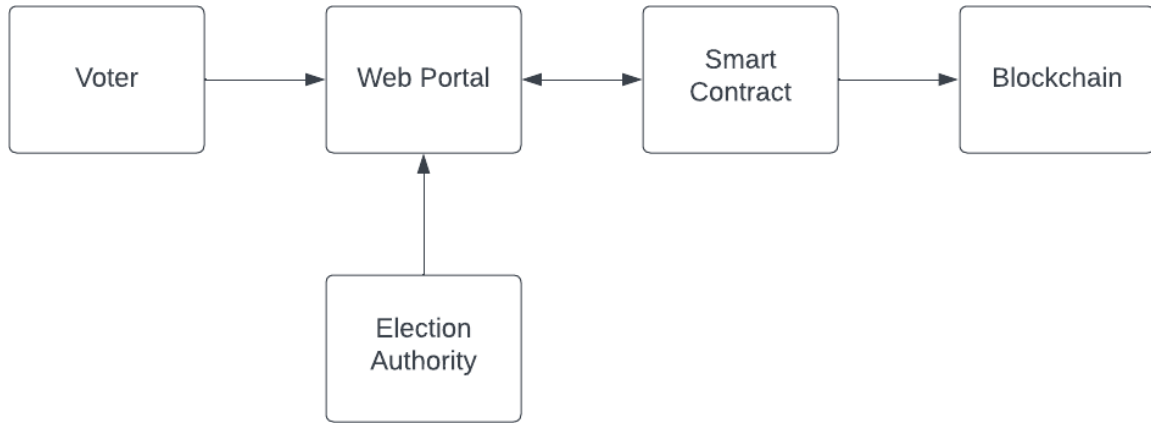 Voter
Web Portal
Smart
Contract
Blockchain
Election
Authority